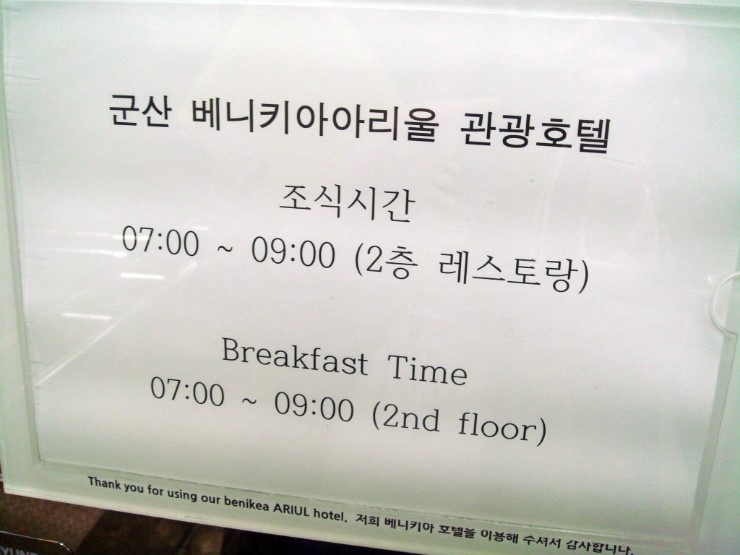 군산 베니키아아리울 관광호텔
조식시간
07:00 ~ 09:00 (2층 레스토랑)
Breakfast Time
07:00 ~ 09:00 (2nd floor)
Thank you for using our benikea ARIUL hotel. 저희 베니키아 호텔을 이용해 주셔서 감사합니다.